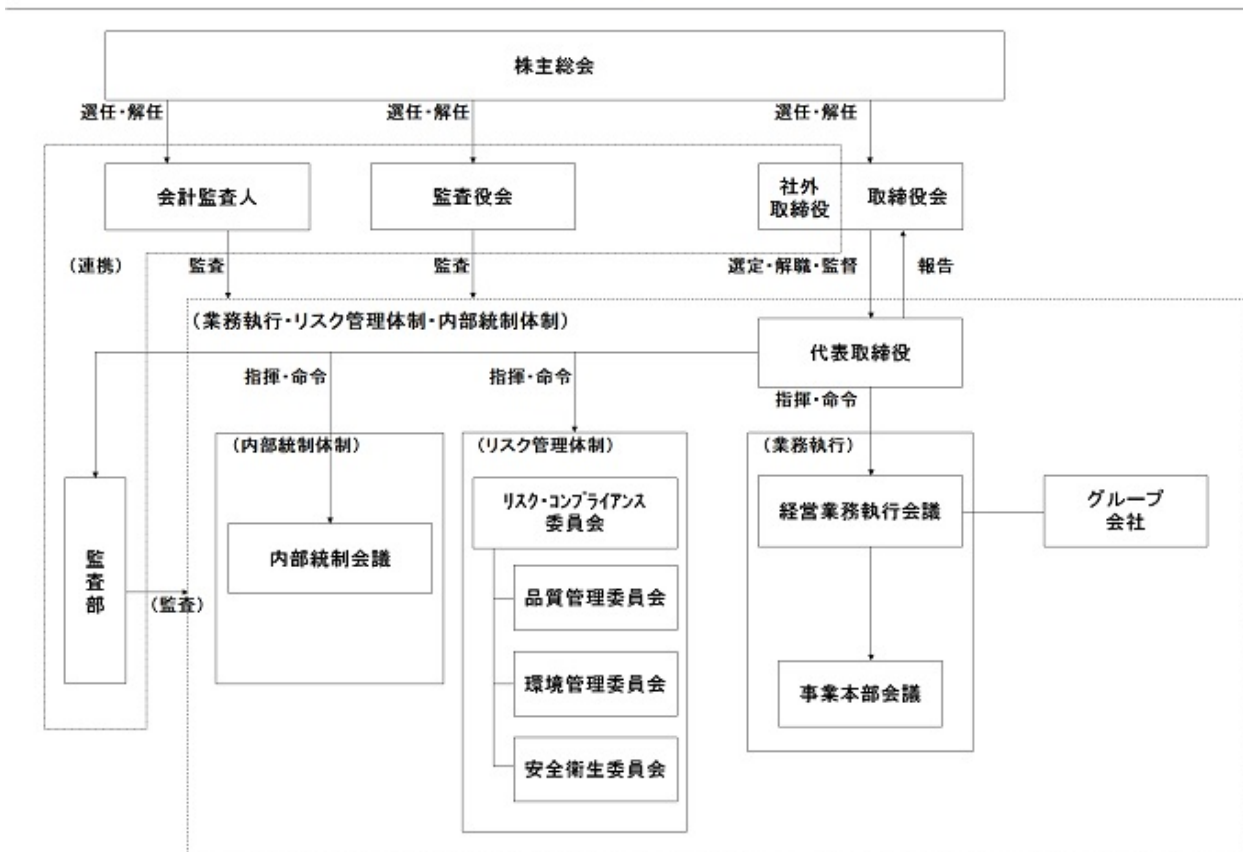 株主総会
選任・解任
選任・解任
選任・解任
会計監査人
監査役会
社外
取締役
取締役会
(連携)
監査
監査
選定・解職・監督
報告
(業務執行・リスク管理体制・内部統制体制)
代表取締役
指揮・命令
指揮・命令
指揮・命令
(内部統制体制)
(リスク管理体制)
(業務執行)
リスク・コンプライアンス
委員会
経営業務執行会議
グループ
会社
内部統制会議
監査部
(監査)
品質管理委員会
環境管理委員会
事業本部会議
安全衛生委員会